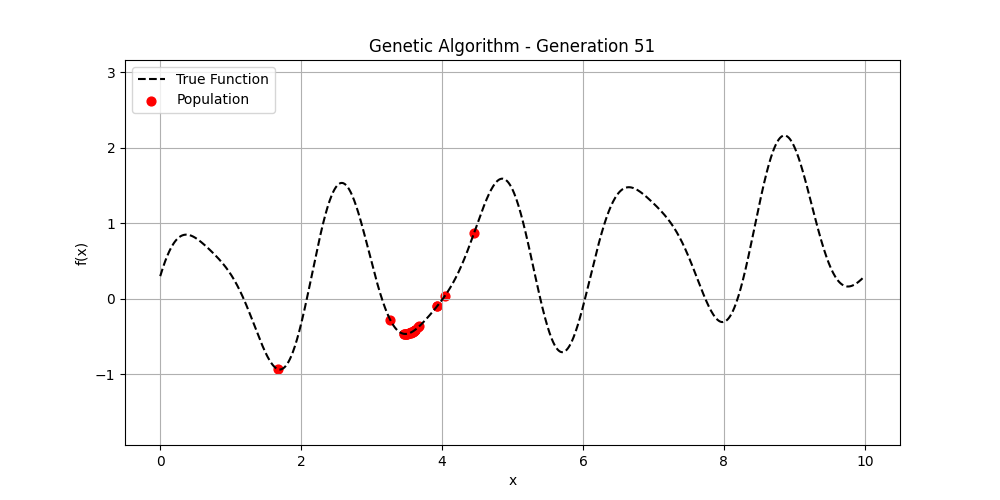 Genetic Algorithm - Generation 51
True Function
Population
3
2
1
0
−1
f(x)
0 2 4 6 8 10
x